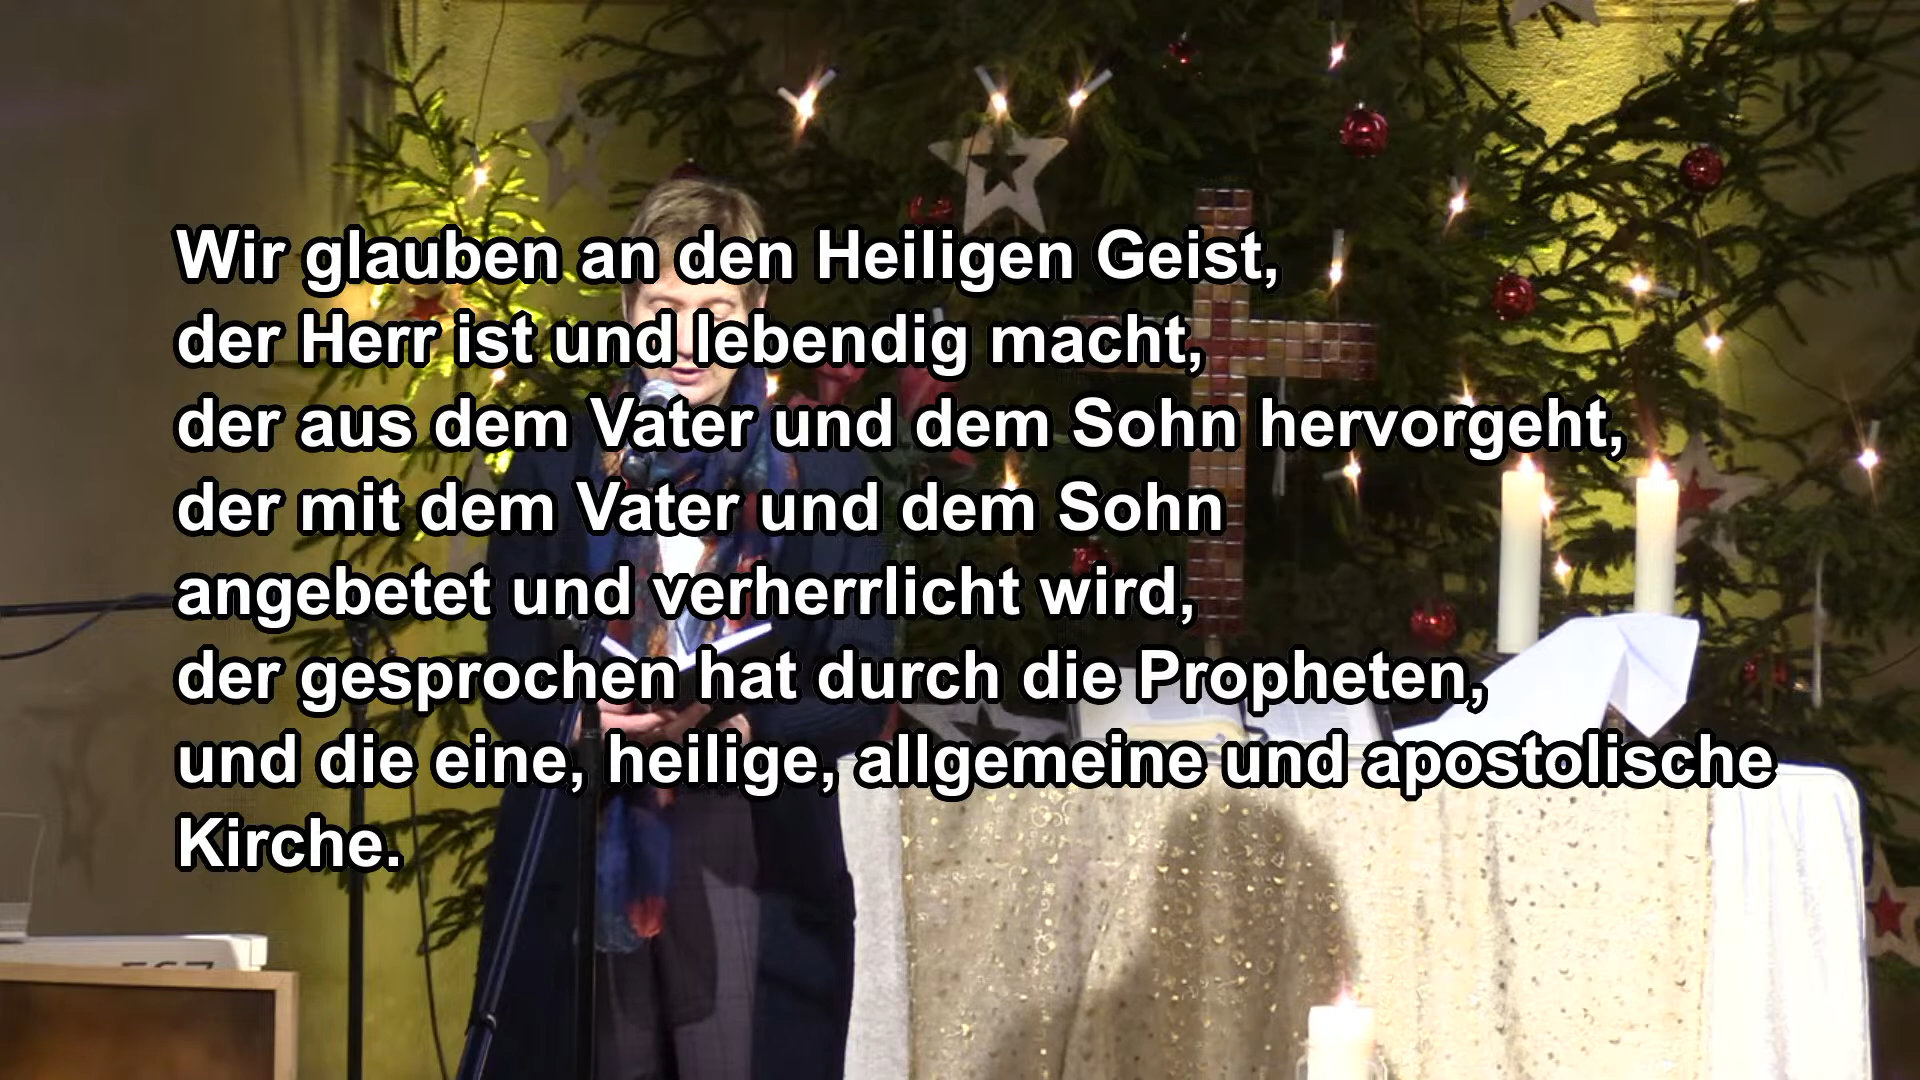 Wir glauben an den Heiligen Geist,
der Herr ist und lebendig macht,
der aus dem Vater und dem Sohn hervorgeht,
der mit dem Vater und dem Sohn
angebetet und verherrlicht wird,
der gesprochen hat durch die Propheten,
und die eine, heilige, allgemeine und apostolische
Kirche.